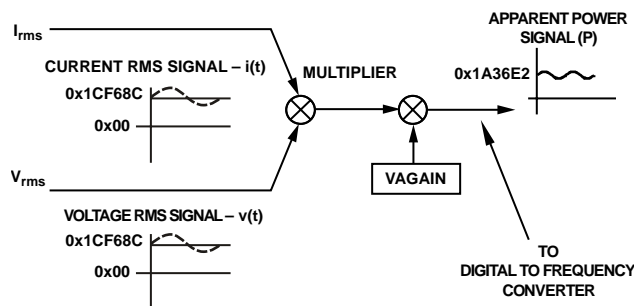 Irms
CURRENT RMS SIGNAL – i(t)
0x1CF68C
0x00
MULTIPLIER
APPARENT POWER
SIGNAL (P)
0x1A36E2
VAGAIN
Vrms
VOLTAGE RMS SIGNAL – v(t)
0x1CF68C
0x00
TO
DIGITAL TO FREQUENCY
CONVERTER